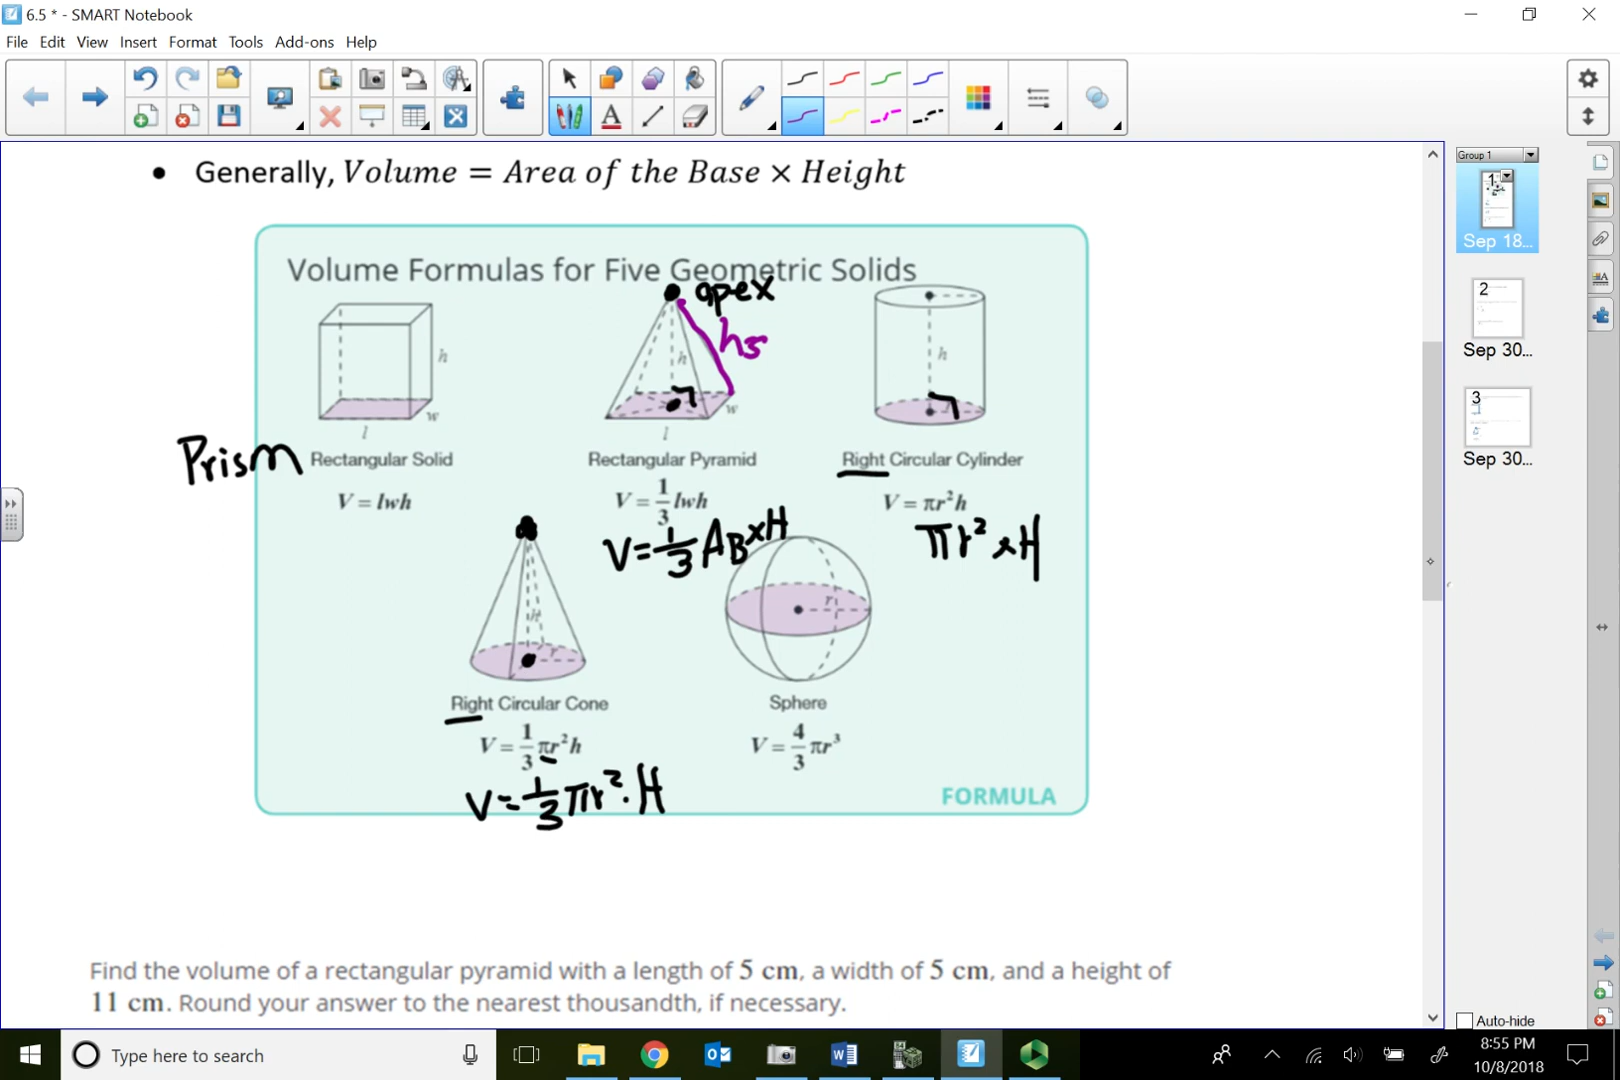 6.5 * - SMART Notebook
File Edit View Insert Format Tools Add-ons Help
• Generally, Volume = Area of the Base × Height
Volume Formulas for Five Geometric Solids
apex
hs
h
h
h
w
w
l
l
Prism
Rectangular Solid
Rectangular Pyramid
Right Circular Cylinder
V = lwh
V = 1/3 lwh
V = πr²h
V = 1/3 AB × H
πr² × H
h
r
r
Right Circular Cone
Sphere
V = 1/3 πr²h
V = 4/3 πr³
V = 1/3 πr² · H
FORMULA
Find the volume of a rectangular pyramid with a length of 5 cm, a width of 5 cm, and a height of
11 cm. Round your answer to the nearest thousandth, if necessary.
Group 1
1
Sep 18...
2
Sep 30...
3
Sep 30...
Auto-hide
Type here to search
8:55 PM
10/8/2018